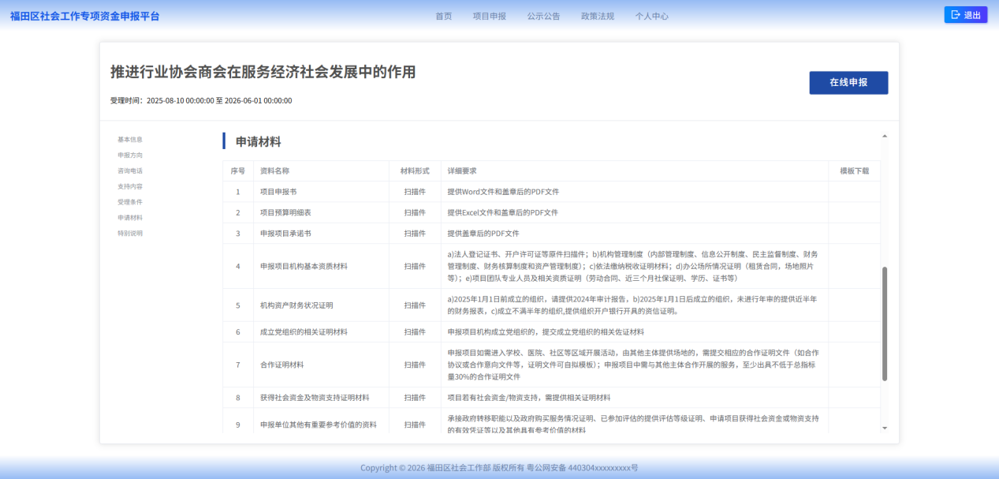 福田区社会工作专项资金申报平台
首页 项目申报 公示公告 政策法规 个人中心
退出
推进行业协会商会在服务经济社会发展中的作用
受理时间：2025-08-10 00:00:00 至 2026-06-01 00:00:00
在线申报
基本信息
申报方向
咨询电话
支持内容
受理条件
申请材料
特别说明
申请材料
序号 资料名称 材料形式 详细要求 模板下载
1 项目申报书 扫描件 提供Word文件和盖章后的PDF文件
2 项目预算明细表 扫描件 提供Excel文件和盖章后的PDF文件
3 申报项目承诺书 扫描件 提供盖章后的PDF文件
4 申报项目机构基本资质材料 扫描件 a)法人登记证书、开户许可证等原件扫描件；b)机构管理制度（内部管理制度、信息公开制度、民主监督制度、财务
管理制度、财务核算制度和资产管理制度）；c)依法缴纳税收证明材料；d)办公场所情况证明（租赁合同，场地照片
等）；e)项目团队专业人员及相关资质证明（劳动合同、近三个月社保证明、学历、证书等）
5 机构资产财务状况证明 扫描件 a)2025年1月1日前成立的组织，请提供2024年审计报告，b)2025年1月1日后成立的组织，未进行年审的提供近半年
的财务报表，c)成立不满半年的组织,提供组织开户银行开具的资信证明。
6 成立党组织的相关证明材料 扫描件 申报项目机构成立党组织的，提交成立党组织的相关佐证材料
7 合作证明材料 扫描件 申报项目如需进入学校、医院、社区等区域开展活动，由其他主体提供场地的，需提交相应的合作证明文件（如合作
协议或合作意向文件等，证明文件可自拟模板）；申报项目中需与其他主体合作开展的服务，至少出具不低于总指标
量30%的合作证明文件
8 获得社会资金及物资支持证明材料 扫描件 项目若有社会资金/物资支持，需提供相关证明材料
9 申报单位其他有重要参考价值的资料 扫描件 承接政府转移职能以及政府购买服务情况证明、已参加评估的提供评估等级证明、申请项目获得社会资金或物资支持
的有效凭证等以及其他具有参考价值的材料
Copyright © 2026 福田区社会工作部 版权所有 粤公网安备 440304xxxxxxxxx号